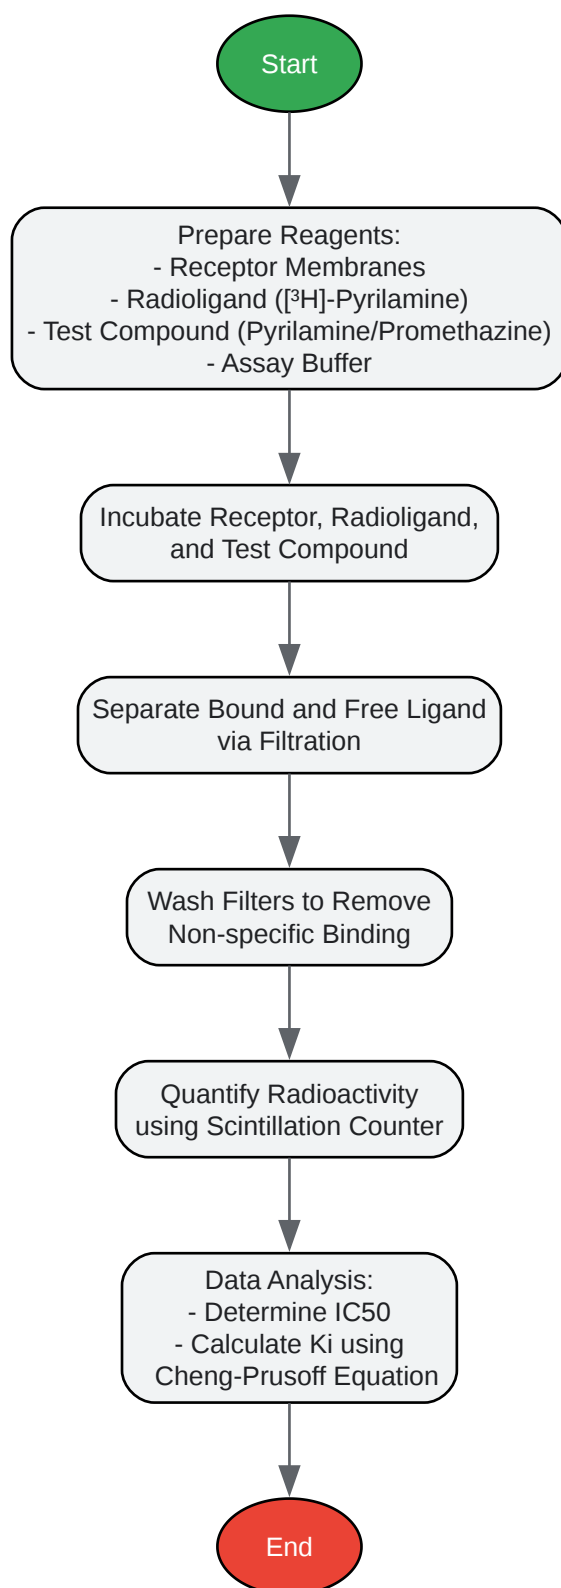 Start
Prepare Reagents:
- Receptor Membranes
- Radioligand ([³H]-Pyrilamine)
- Test Compound (Pyrilamine/Promethazine)
- Assay Buffer
Incubate Receptor, Radioligand,
and Test Compound
Separate Bound and Free Ligand
via Filtration
Wash Filters to Remove
Non-specific Binding
Quantify Radioactivity
using Scintillation Counter
Data Analysis:
- Determine IC50
- Calculate Ki using
Cheng-Prusoff Equation
End